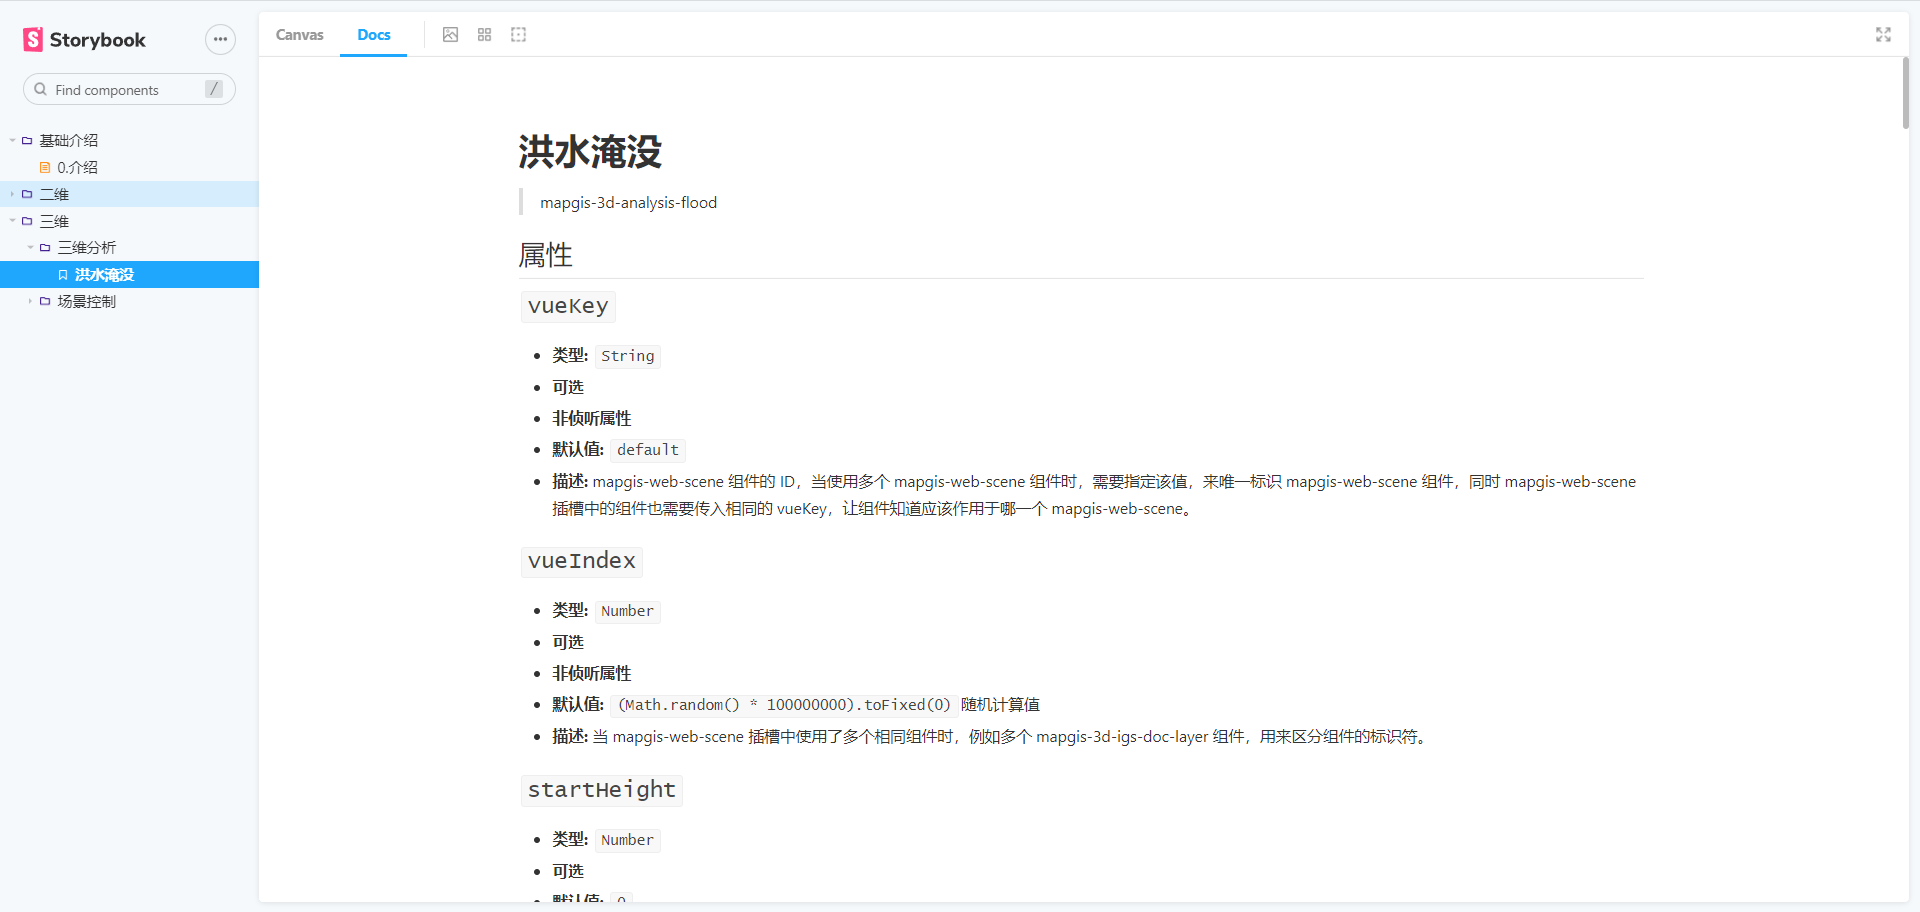 Storybook
Find components
/
基础介绍
0.介绍
二维
三维
三维分析
洪水淹没
场景控制
Canvas
Docs
洪水淹没
mapgis-3d-analysis-flood
属性
vueKey
类型: String
可选
非侦听属性
默认值: default
描述: mapgis-web-scene 组件的 ID，当使用多个 mapgis-web-scene 组件时，需要指定该值，来唯一标识 mapgis-web-scene 组件，同时 mapgis-web-scene
插槽中的组件也需要传入相同的 vueKey，让组件知道应该作用于哪一个 mapgis-web-scene。
vueIndex
类型: Number
可选
非侦听属性
默认值: (Math.random() * 100000000).toFixed(0) 随机计算值
描述: 当 mapgis-web-scene 插槽中使用了多个相同组件时，例如多个 mapgis-3d-igs-doc-layer 组件，用来区分组件的标识符。
startHeight
类型: Number
可选
默认值: 0